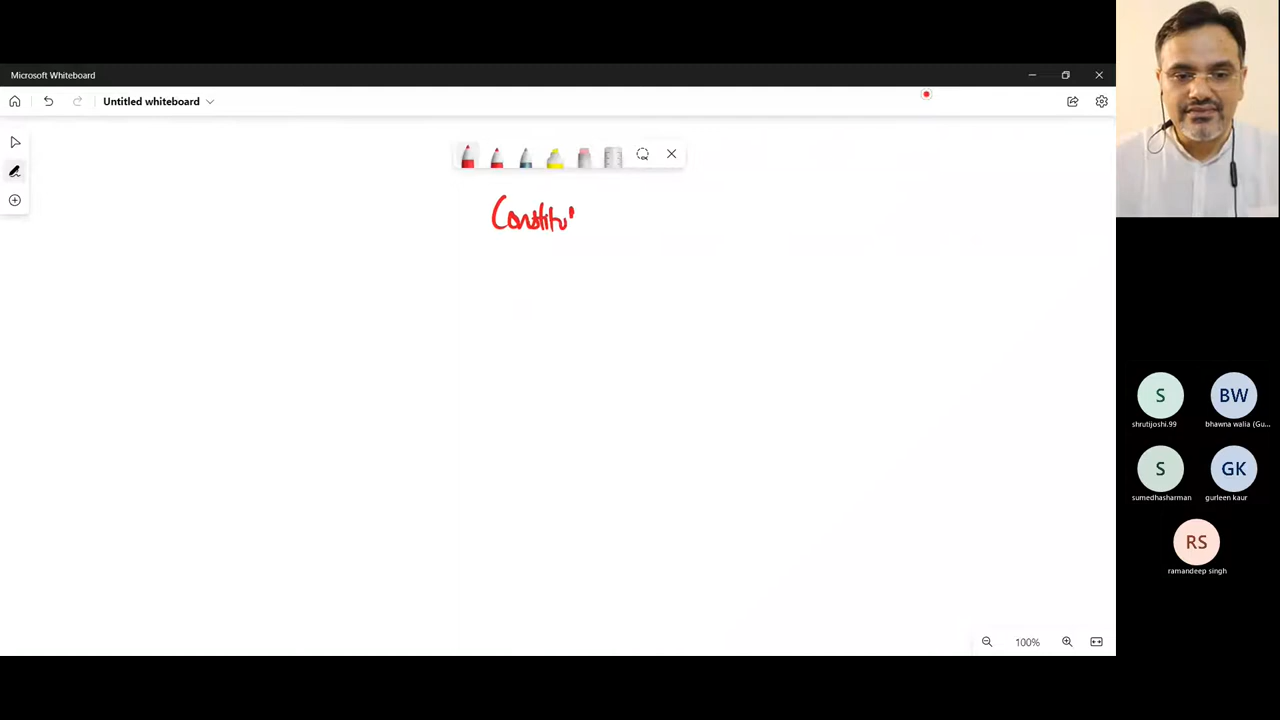 Microsoft Whiteboard
Untitled whiteboard
Constitu
S
BW
shrutijoshi.99
bhawna walia (Gu...
S
GK
sumedhasharman
gurleen kaur
RS
ramandeep singh
100%